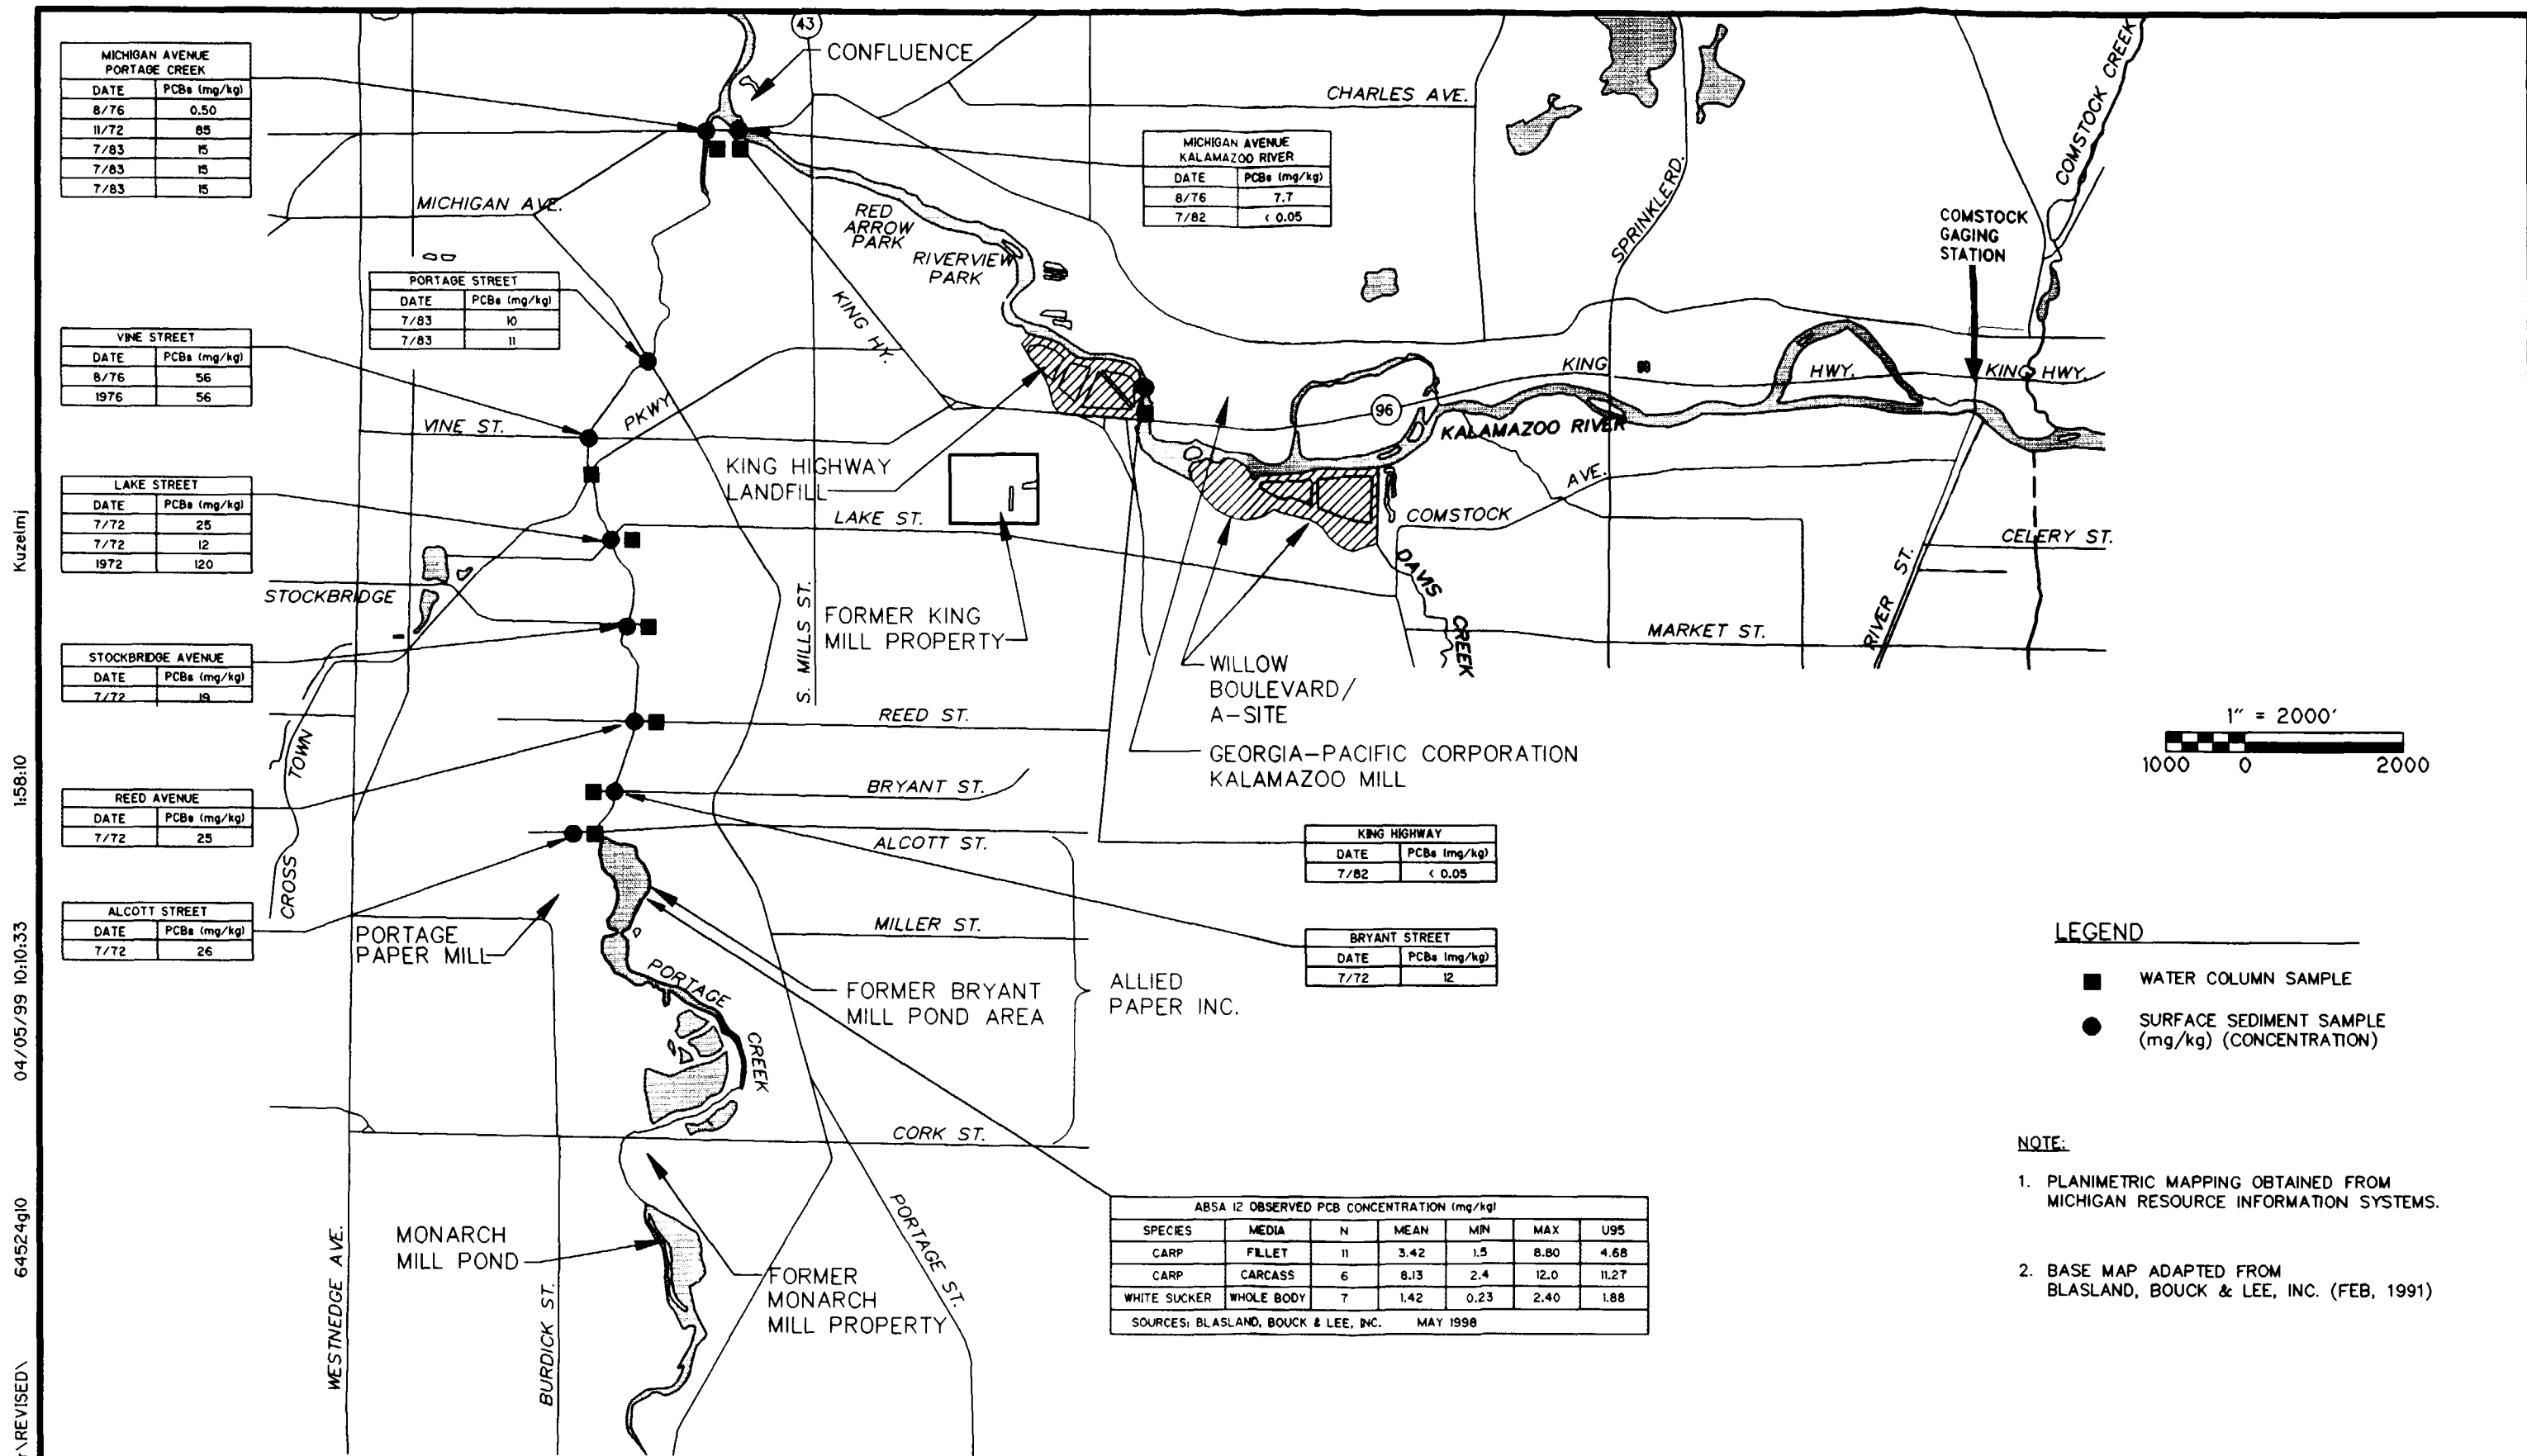 MICHIGAN AVENUE
PORTAGE CREEK
DATE PCBs (mg/kg)
8/76 0.50
11/72 85
7/83 15
7/83 15
7/83 15
43
CONFLUENCE
CHARLES AVE.
COMSTOCK CREEK
MICHIGAN AVENUE
KALAMAZOO RIVER
DATE PCBs (mg/kg)
8/76 7.7
7/82 < 0.05
MICHIGAN AVE.
RED
ARROW
PARK
RIVERVIEW
PARK
SPRINKLE RD.
COMSTOCK
GAGING
STATION
PORTAGE STREET
DATE PCBs (mg/kg)
7/83 10
7/83 11
KING HY.
VINE STREET
DATE PCBs (mg/kg)
8/76 56
1976 56
KING HWY. KING HWY.
96
KALAMAZOO RIVER
VINE ST.
PKWY
KING HIGHWAY
LANDFILL
AVE.
COMSTOCK
LAKE STREET
DATE PCBs (mg/kg)
7/72 25
7/72 12
1972 120
LAKE ST.
CELERY ST.
STOCKBRIDGE
S. MILLS ST.
FORMER KING
MILL PROPERTY
DAVIS CREEK
RIVER ST.
MARKET ST.
STOCKBRIDGE AVENUE
DATE PCBs (mg/kg)
7/72 19
WILLOW
BOULEVARD/
A-SITE
REED ST.
GEORGIA-PACIFIC CORPORATION
KALAMAZOO MILL
1" = 2000'
1000 0 2000
CROSS TOWN
REED AVENUE
DATE PCBs (mg/kg)
7/72 25
BRYANT ST.
ALCOTT ST.
KING HIGHWAY
DATE PCBs (mg/kg)
7/82 < 0.05
ALCOTT STREET
DATE PCBs (mg/kg)
7/72 26
PORTAGE
PAPER MILL
MILLER ST.
BRYANT STREET
DATE PCBs (mg/kg)
7/72 12
PORTAGE CREEK
FORMER BRYANT
MILL POND AREA
ALLIED
PAPER INC.
LEGEND
WATER COLUMN SAMPLE
SURFACE SEDIMENT SAMPLE
(mg/kg) (CONCENTRATION)
CORK ST.
NOTE:
1. PLANIMETRIC MAPPING OBTAINED FROM
MICHIGAN RESOURCE INFORMATION SYSTEMS.
2. BASE MAP ADAPTED FROM
BLASLAND, BOUCK & LEE, INC. (FEB, 1991)
WESTNEDGE AVE.
BURDICK ST.
PORTAGE ST.
MONARCH
MILL POND
FORMER
MONARCH
MILL PROPERTY
ABSA 12 OBSERVED PCB CONCENTRATION (mg/kg)
SPECIES MEDIA N MEAN MIN MAX U95
CARP FILLET 11 3.42 1.5 8.80 4.68
CARP CARCASS 6 8.13 2.4 12.0 11.27
WHITE SUCKER WHOLE BODY 7 1.42 0.23 2.40 1.88
SOURCES: BLASLAND, BOUCK & LEE, INC. MAY 1998
\REVISED\ 64524g10 04/05/99 10:10:33 1:58:10 Kuzelmj